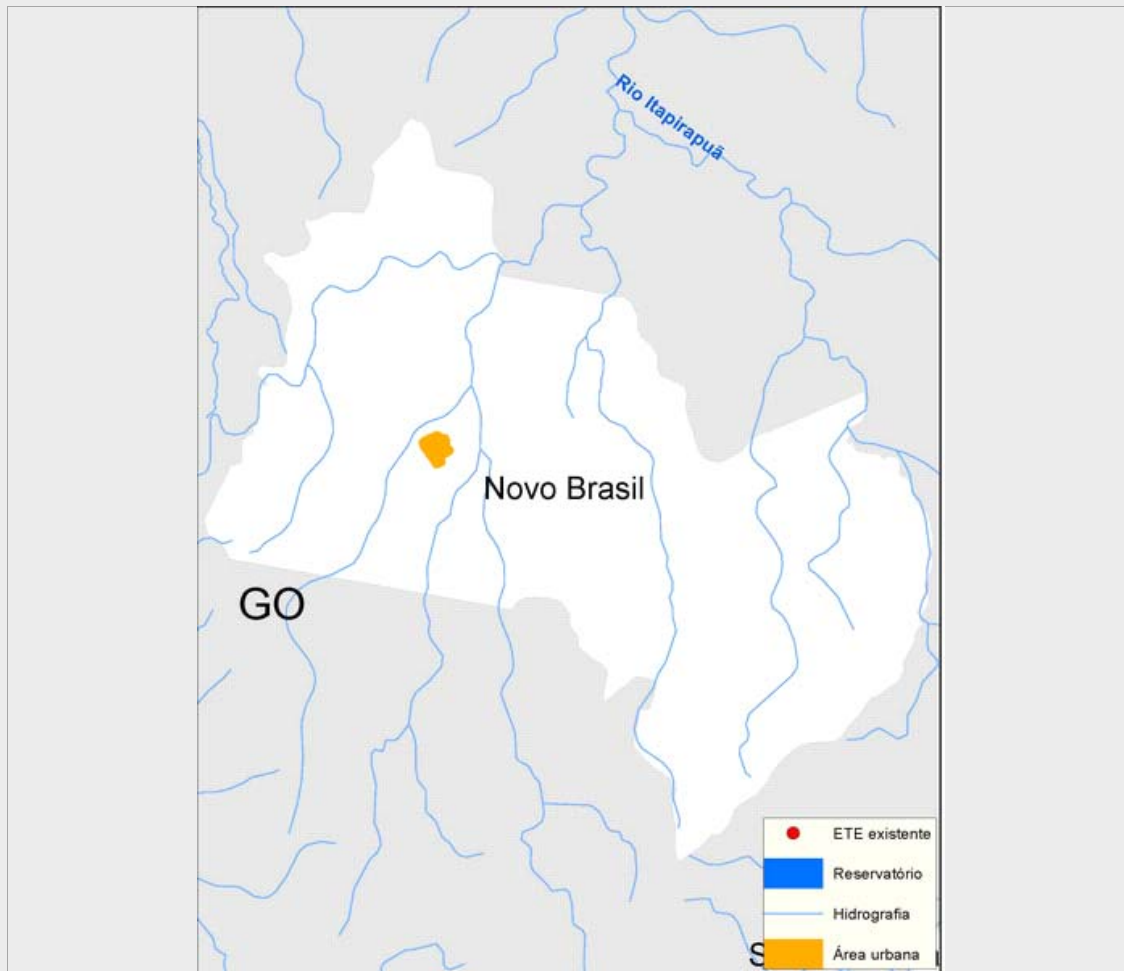 Rio Itapirapuã
Novo Brasil
GO
ETE existente
Reservatório
Hidrografia
Área urbana